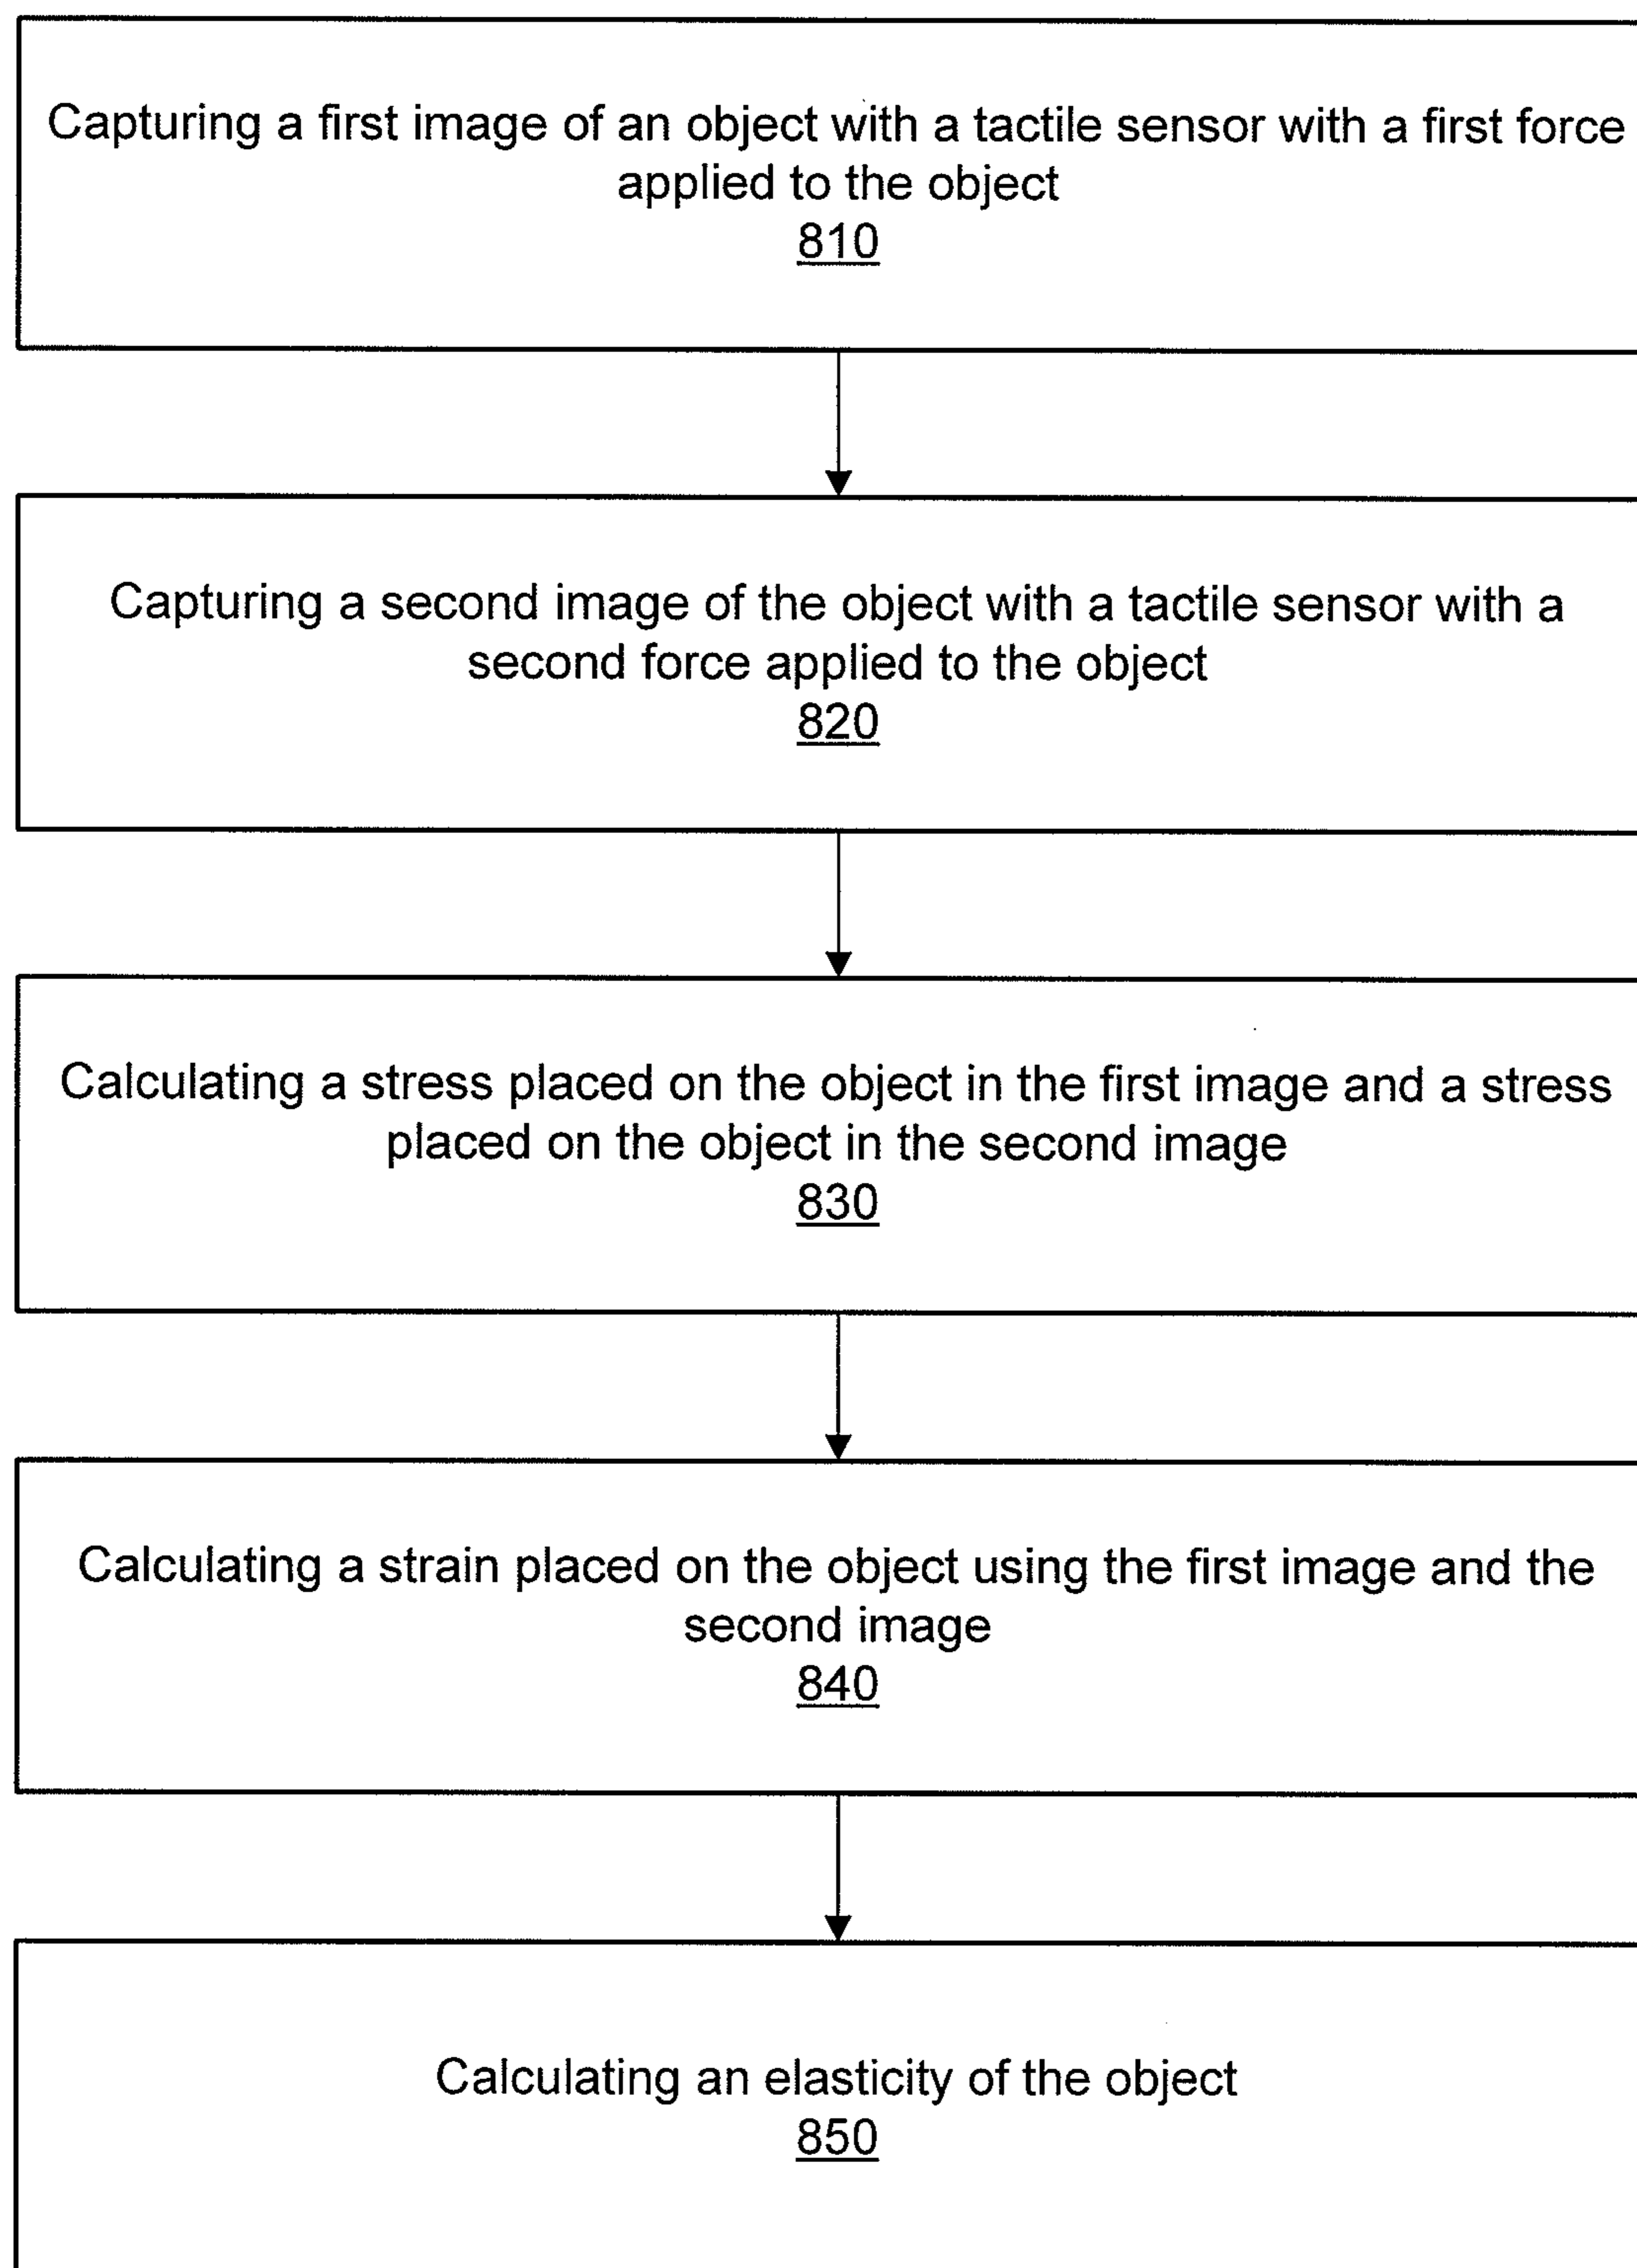 Capturing a first image of an object with a tactile sensor with a first force
applied to the object
810
Capturing a second image of the object with a tactile sensor with a
second force applied to the object
820
Calculating a stress placed on the object in the first image and a stress
placed on the object in the second image
830
Calculating a strain placed on the object using the first image and the
second image
840
Calculating an elasticity of the object
850